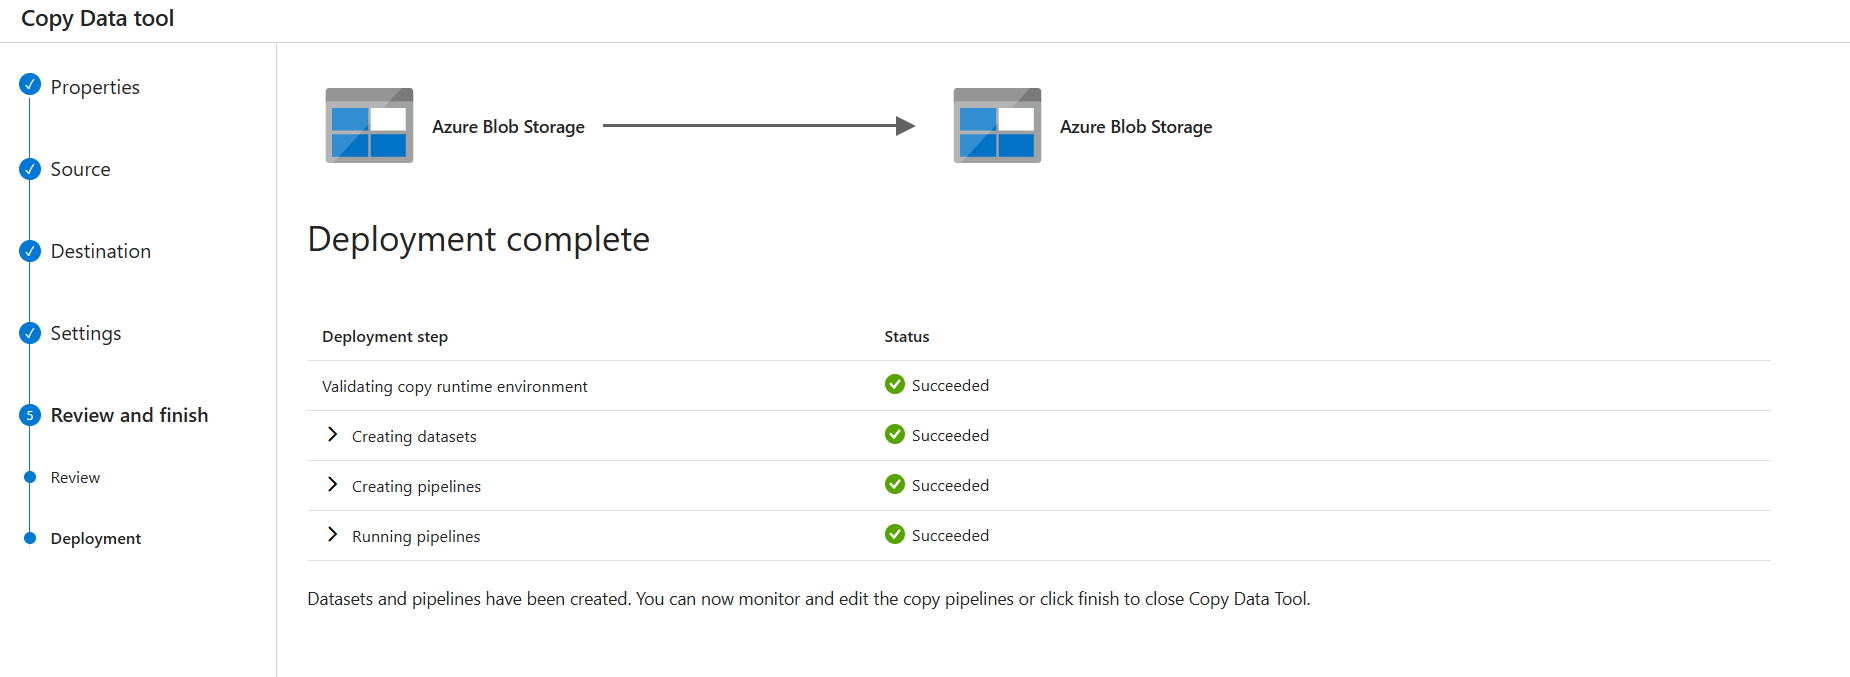 Copy Data tool
Properties
Source
Destination
Settings
5 Review and finish
Review
Deployment
Azure Blob Storage
Azure Blob Storage
Deployment complete
Deployment step Status
Validating copy runtime environment Succeeded
Creating datasets Succeeded
Creating pipelines Succeeded
Running pipelines Succeeded
Datasets and pipelines have been created. You can now monitor and edit the copy pipelines or click finish to close Copy Data Tool.